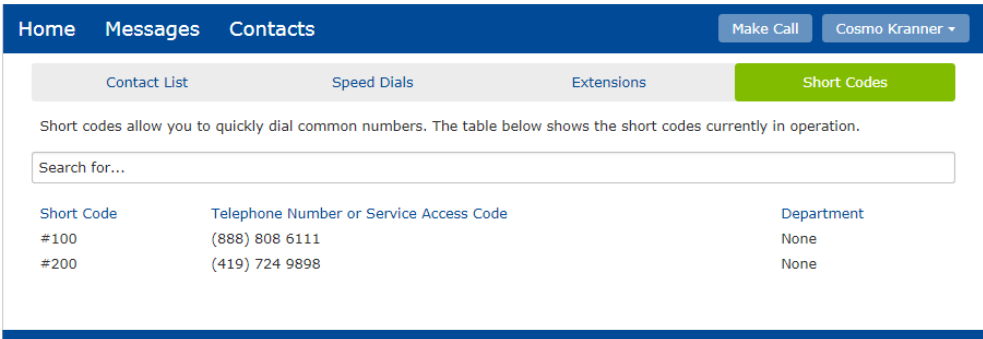 Home Messages Contacts Make Call Cosmo Kranner
Contact List Speed Dials Extensions Short Codes
Short codes allow you to quickly dial common numbers. The table below shows the short codes currently in operation.
Search for...
Short Code Telephone Number or Service Access Code Department
#100 (888) 808 6111 None
#200 (419) 724 9898 None